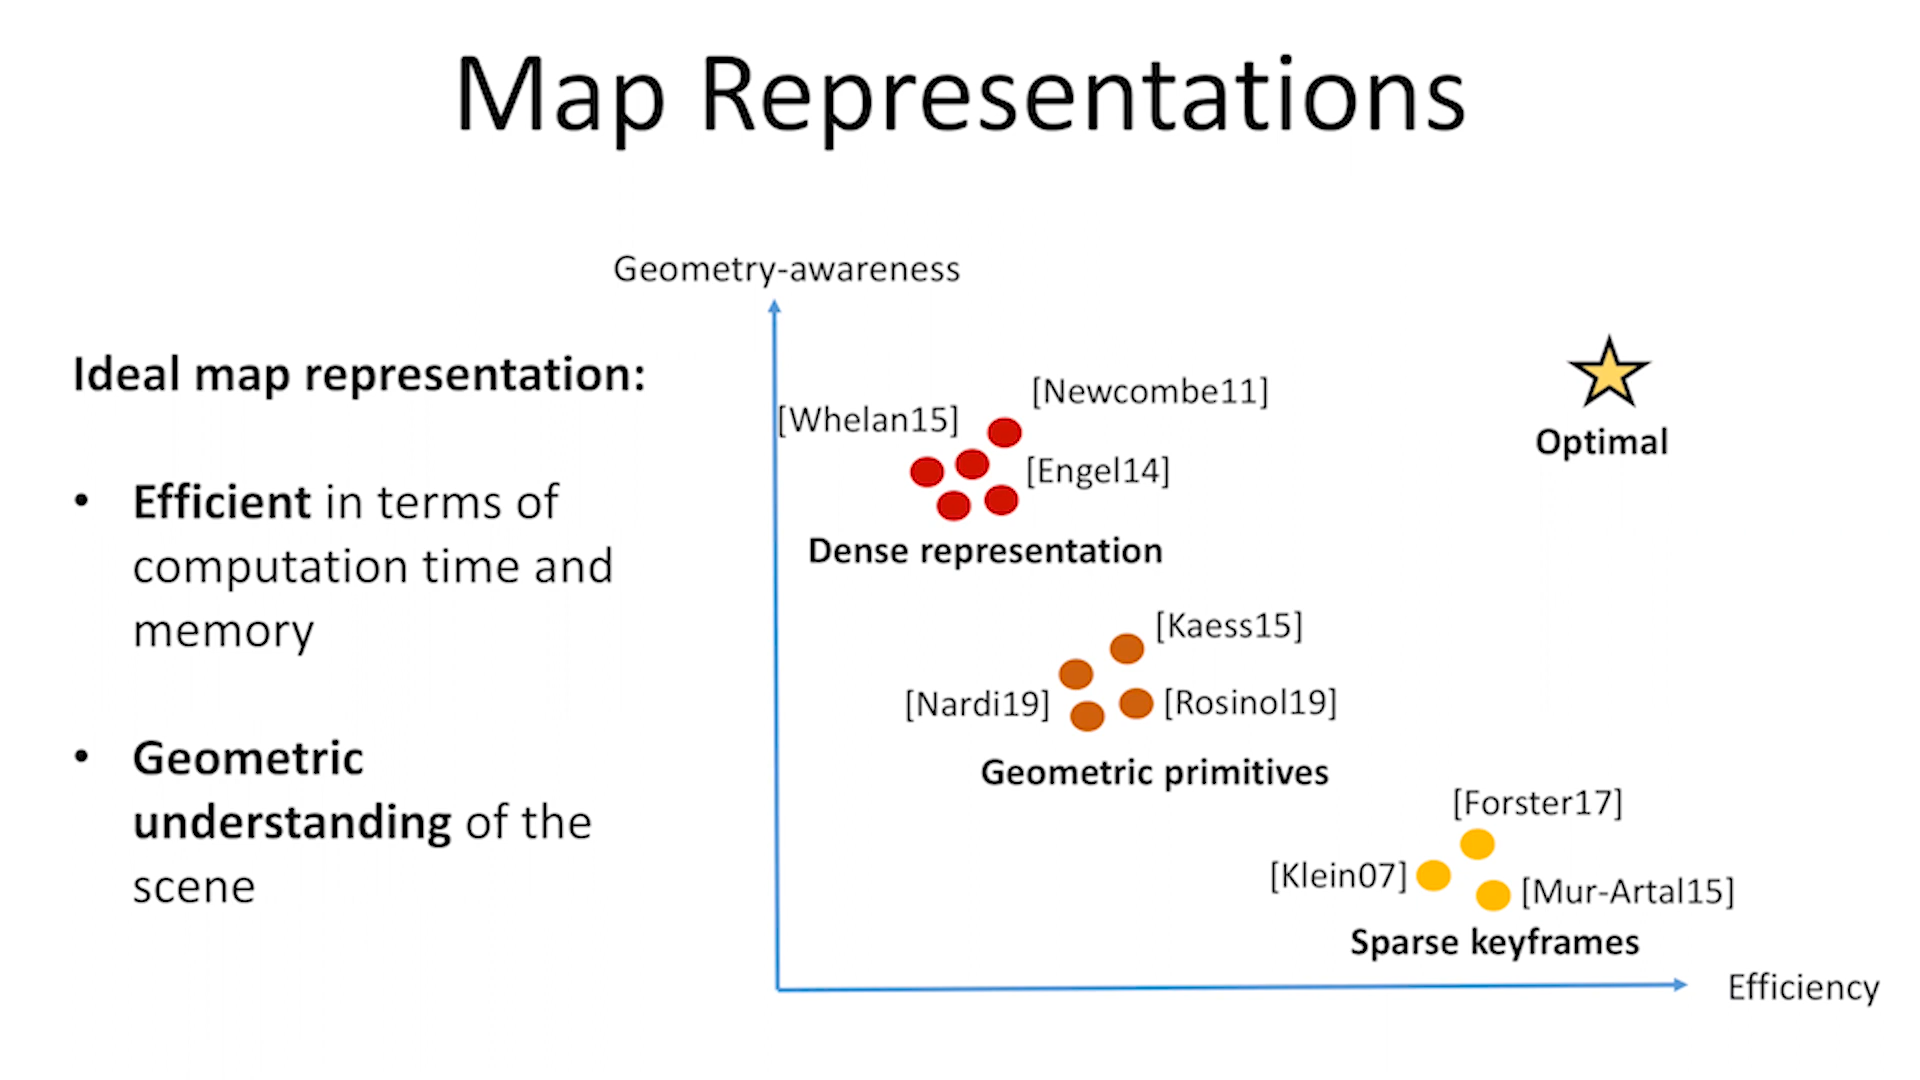 Map Representations
Ideal map representation:
• Efficient in terms of
computation time and
memory
• Geometric
understanding of the
scene
Geometry-awareness
[Newcombe11]
[Whelan15]
[Engel14]
Dense representation
Optimal
[Kaess15]
[Nardi19]
[Rosinol19]
Geometric primitives
[Forster17]
[Klein07]
[Mur-Artal15]
Sparse keyframes
Efficiency